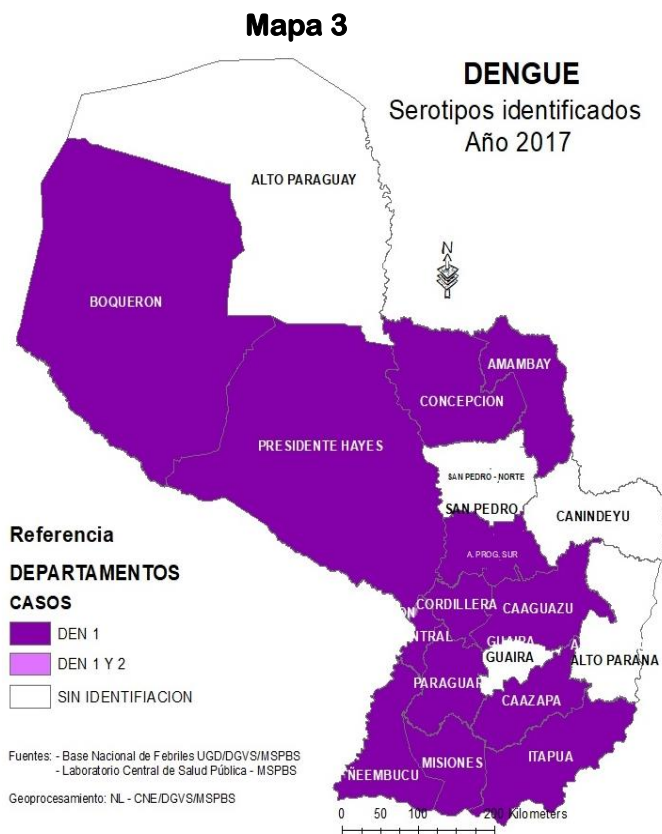 Mapa 3
DENGUE
Serotipos identificados
Año 2017
ALTO PARAGUAY
N
BOQUERON
AMAMBAY
CONCEPCION
PRESIDENTE HAYES
SAN PEDRO - NORTE
SAN PEDRO
CANINDEYU
A. PROG. SUR
CORDILLERA
CAAGUAZU
NTRAL
GUAIRA
GUAIRA
ALTO PARANA
PARAGUAR
CAAZAPA
MISIONES
ITAPUA
ÑEEMBUCU
Referencia
DEPARTAMENTOS
CASOS
DEN 1
DEN 1 Y 2
SIN IDENTIFIACION
Fuentes: - Base Nacional de Febriles UGD/DGVS/MSPBS
- Laboratorio Central de Salud Pública - MSPBS
Geoprocesamiento: NL - CNE/DGVS/MSPBS
0 50 100 200 Kilometers